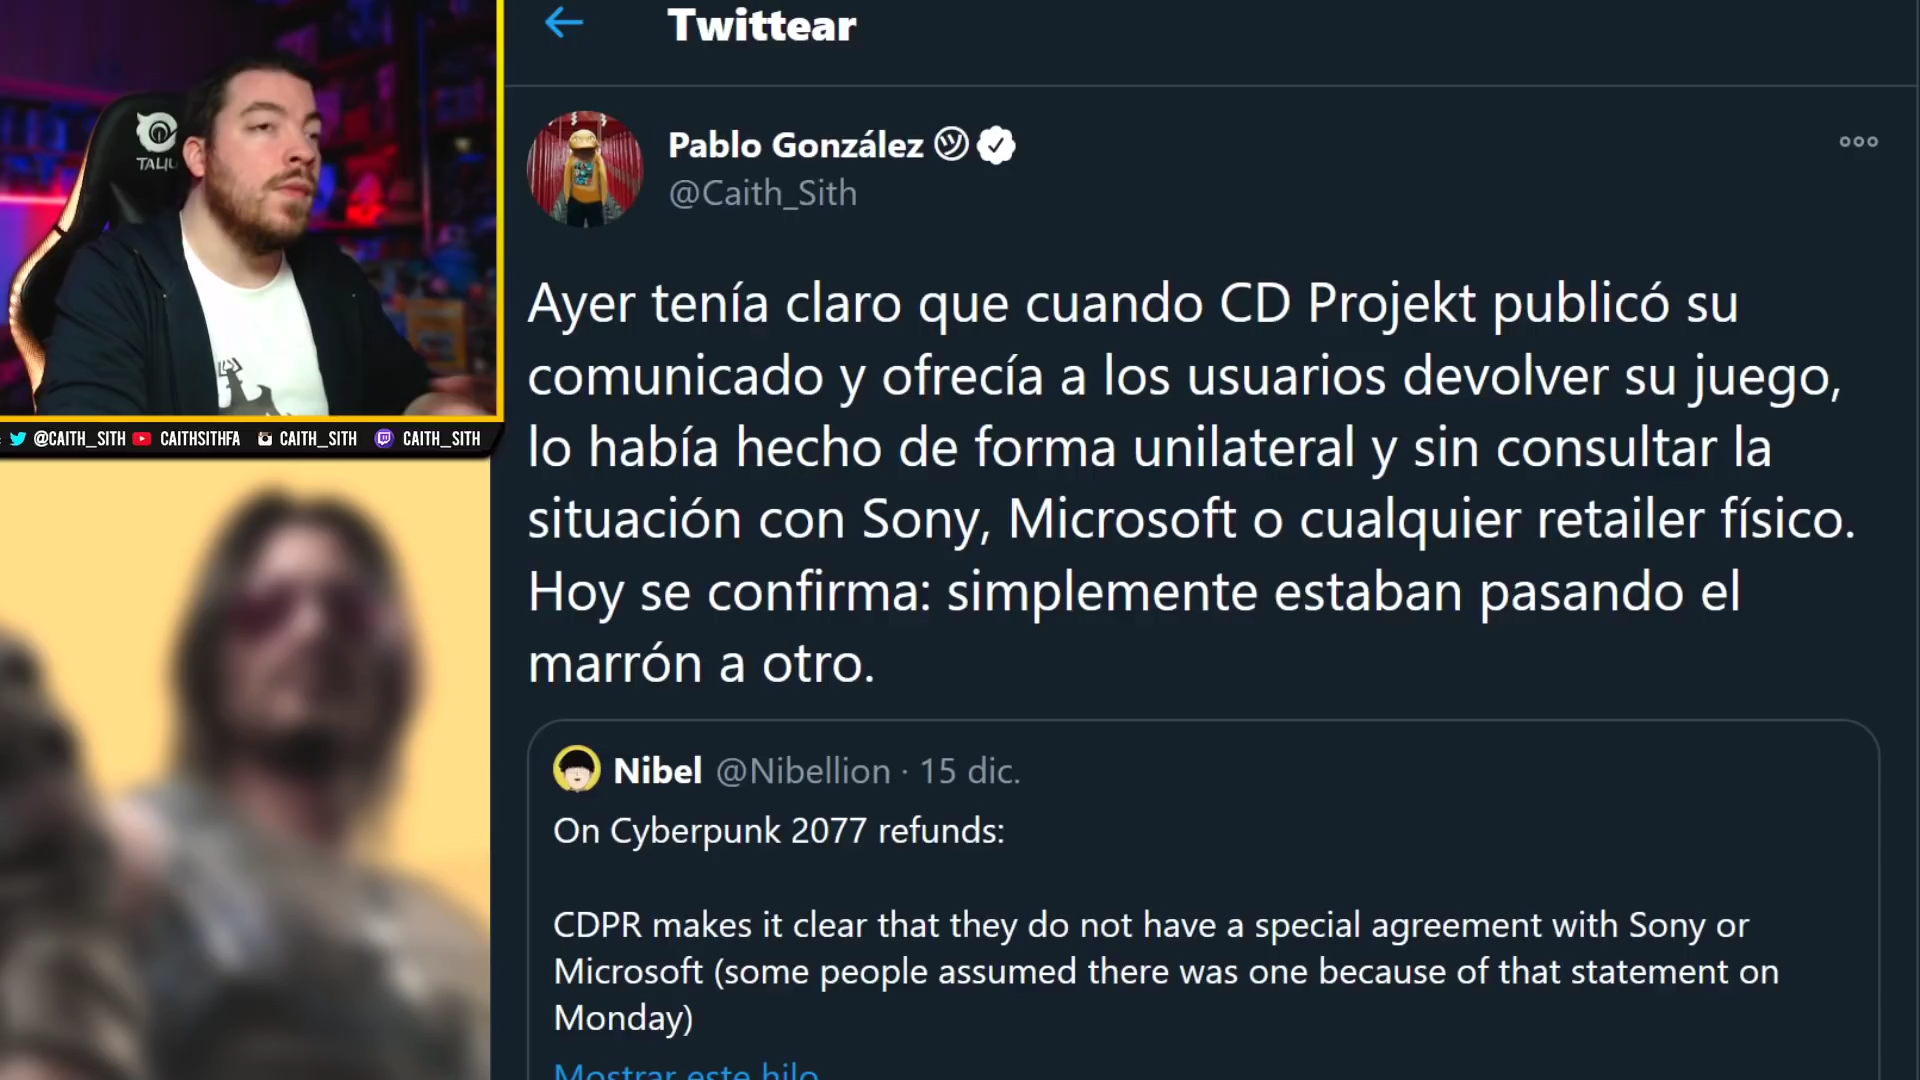 Twittear
Pablo González
@Caith_Sith
Ayer tenía claro que cuando CD Projekt publicó su
comunicado y ofrecía a los usuarios devolver su juego,
lo había hecho de forma unilateral y sin consultar la
situación con Sony, Microsoft o cualquier retailer físico.
Hoy se confirma: simplemente estaban pasando el
marrón a otro.
Nibel @Nibellion · 15 dic.
On Cyberpunk 2077 refunds:
CDPR makes it clear that they do not have a special agreement with Sony or
Microsoft (some people assumed there was one because of that statement on
Monday)
Mostrar este hilo
@CAITH_SITH CAITHSITHFA CAITH_SITH CAITH_SITH